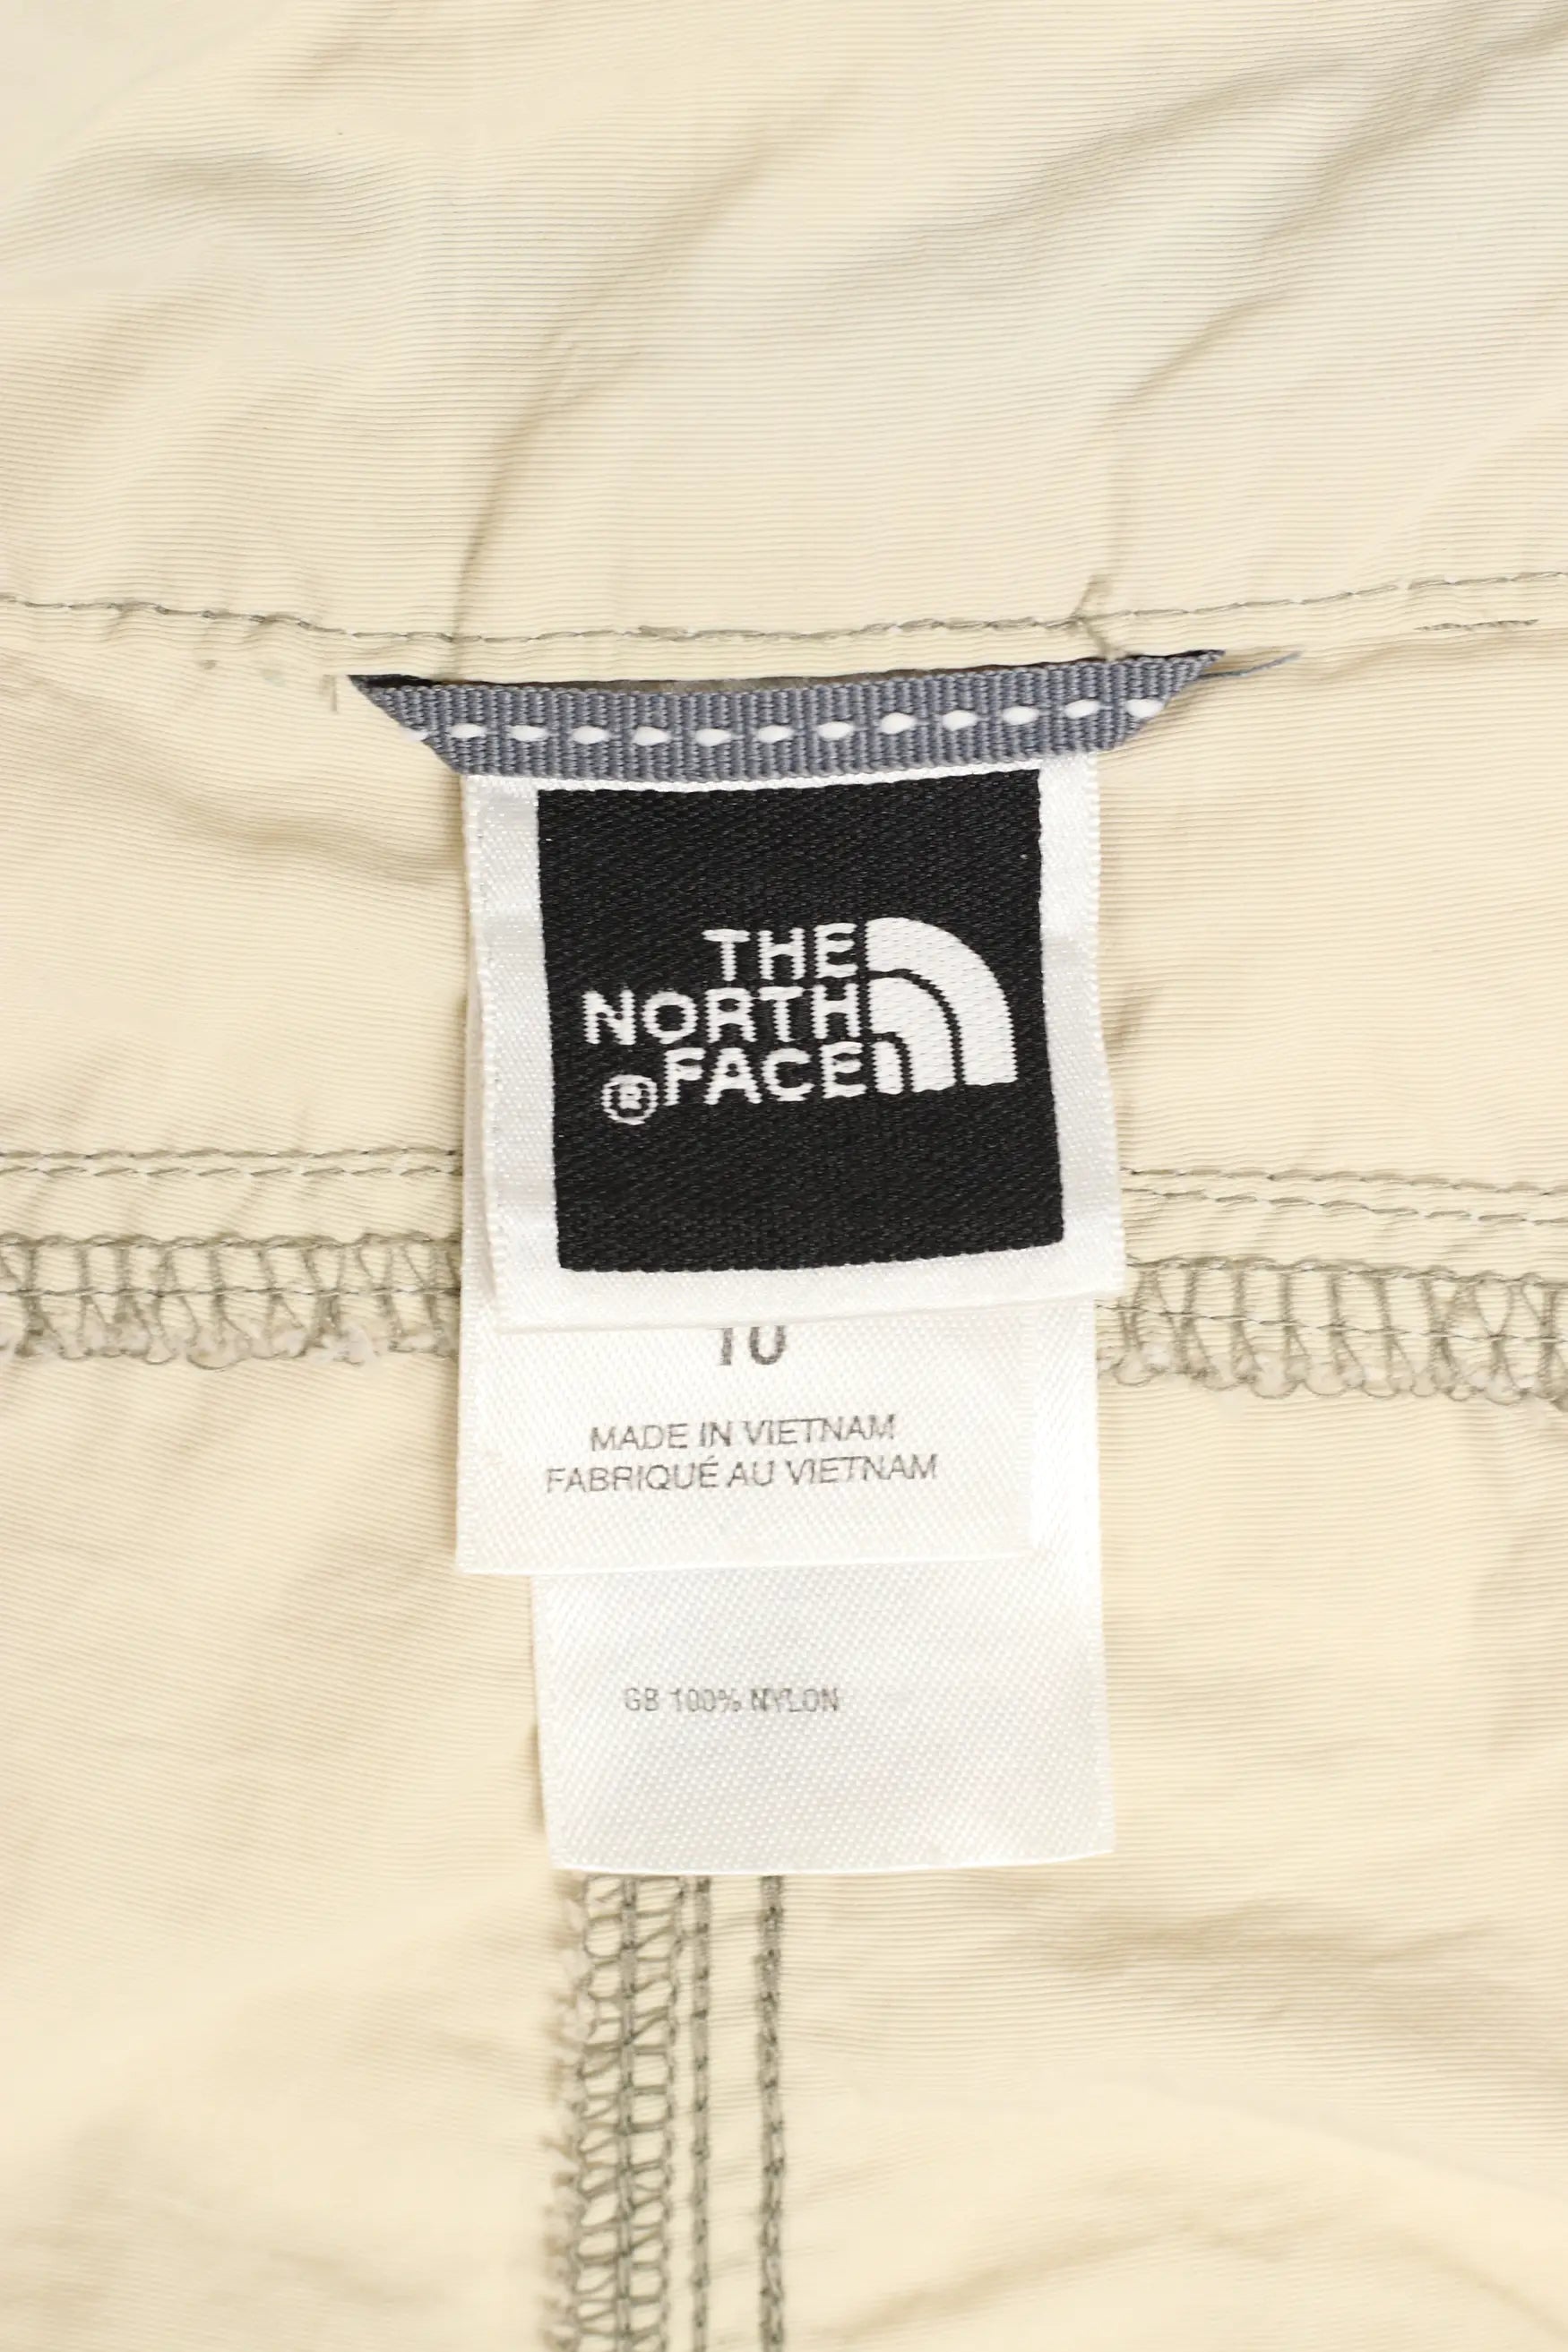 THE
NORTH
® FACE
10
MADE IN VIETNAM
FABRIQUÉ AU VIETNAM
GB 100% NYLON